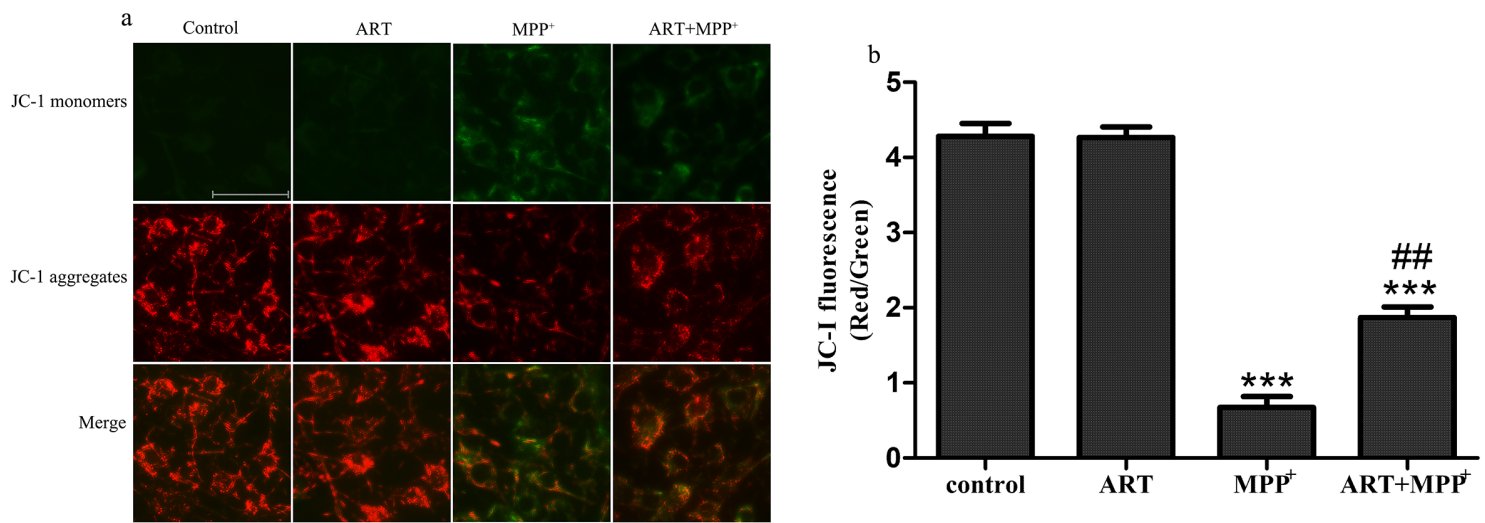 a
Control ART MPP⁺ ART+MPP⁺
JC-1 monomers
JC-1 aggregates
Merge
b
JC-I fluorescence
(Red/Green)
5
4
3
2
1
0
***
##
***
control ART MPP⁺ ART+MPP⁺